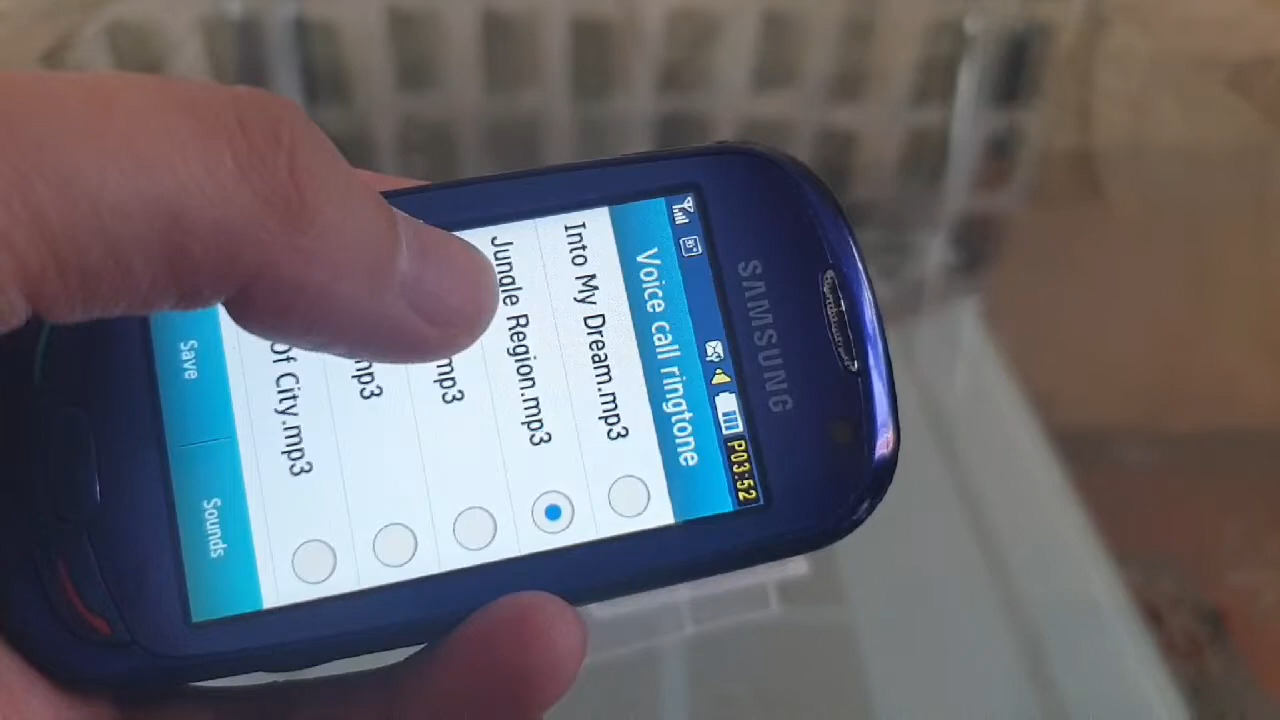 SAMSUNG
P03:52
Voice call ringtone
Into My Dream.mp3
Jungle Region.mp3
mp3
mp3
Of City.mp3
Save
Sounds